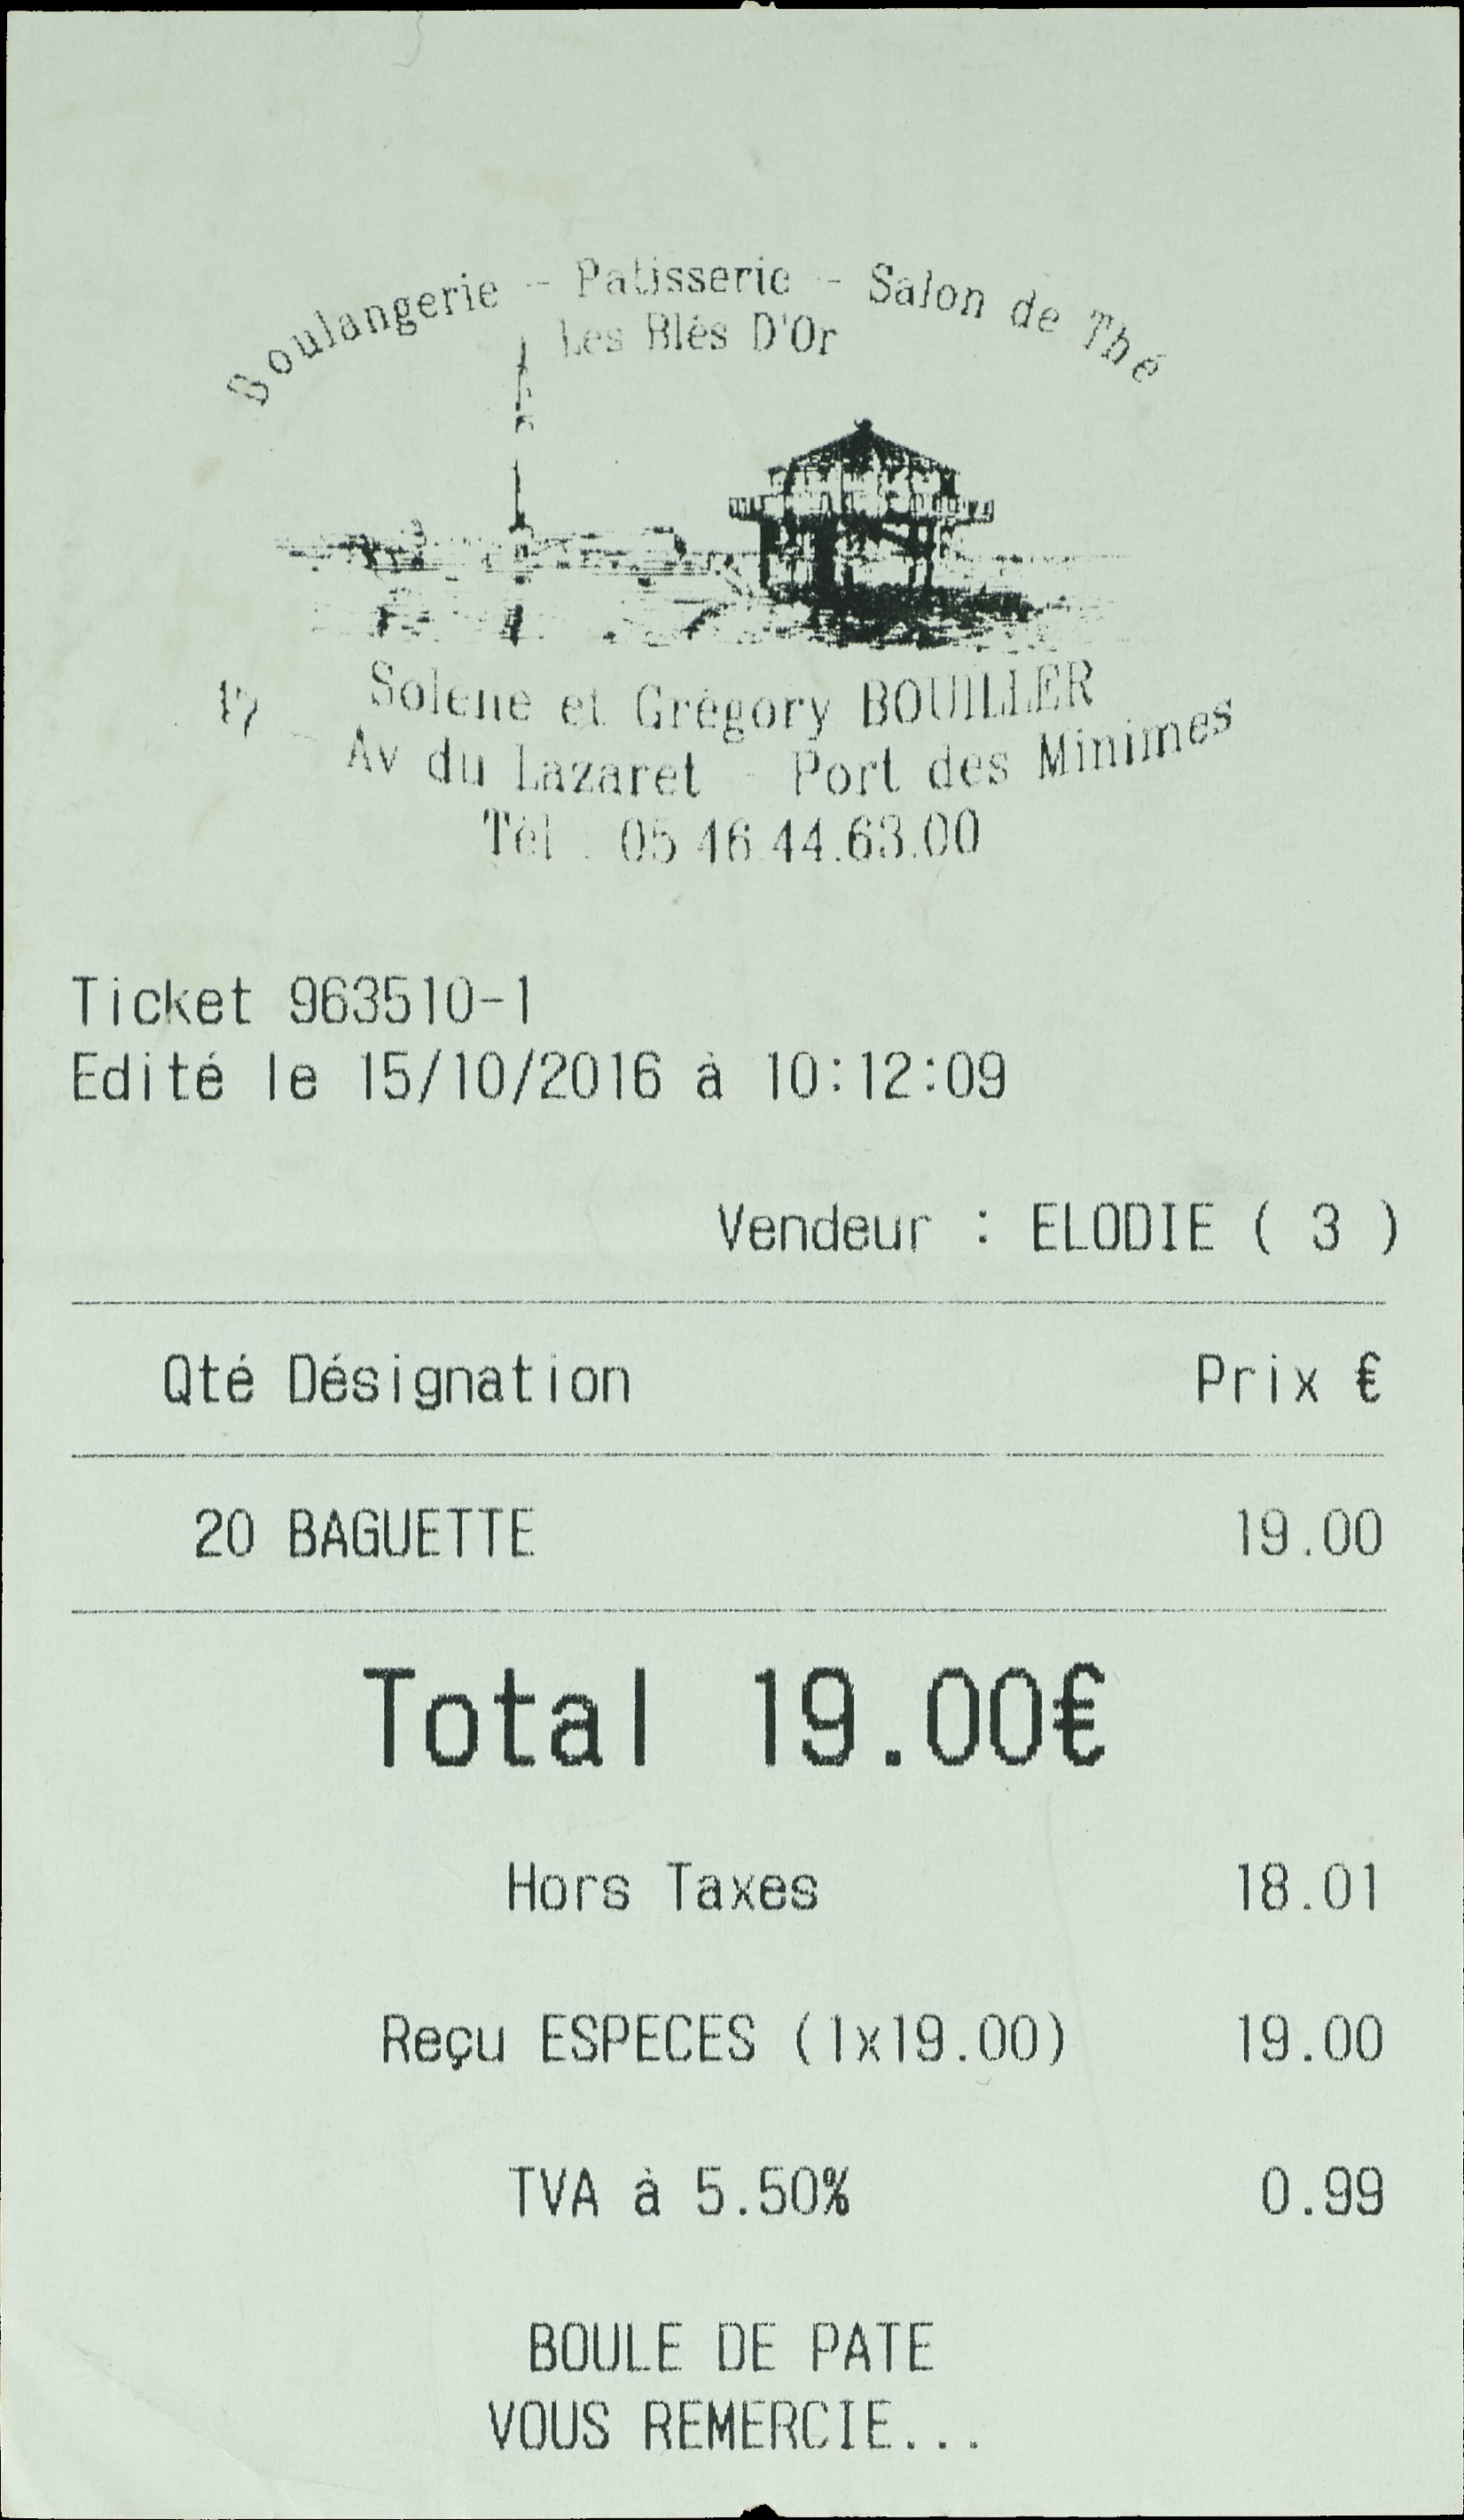 Boulangerie - Patisserie - Salon de Thé
Les Blés D'Or
Solene et Grégory BOUILLER
17 Av du Lazaret - Port des Minimes
Tél : 05.46.44.63.00
Ticket 963510-1
Edité le 15/10/2016 à 10:12:09
Vendeur : ELODIE ( 3 )
Qté Désignation Prix €
20 BAGUETTE 19.00
Total 19.00€
Hors Taxes 18.01
Reçu ESPECES (1x19.00) 19.00
TVA à 5.50% 0.99
BOULE DE PATE
VOUS REMERCIE...